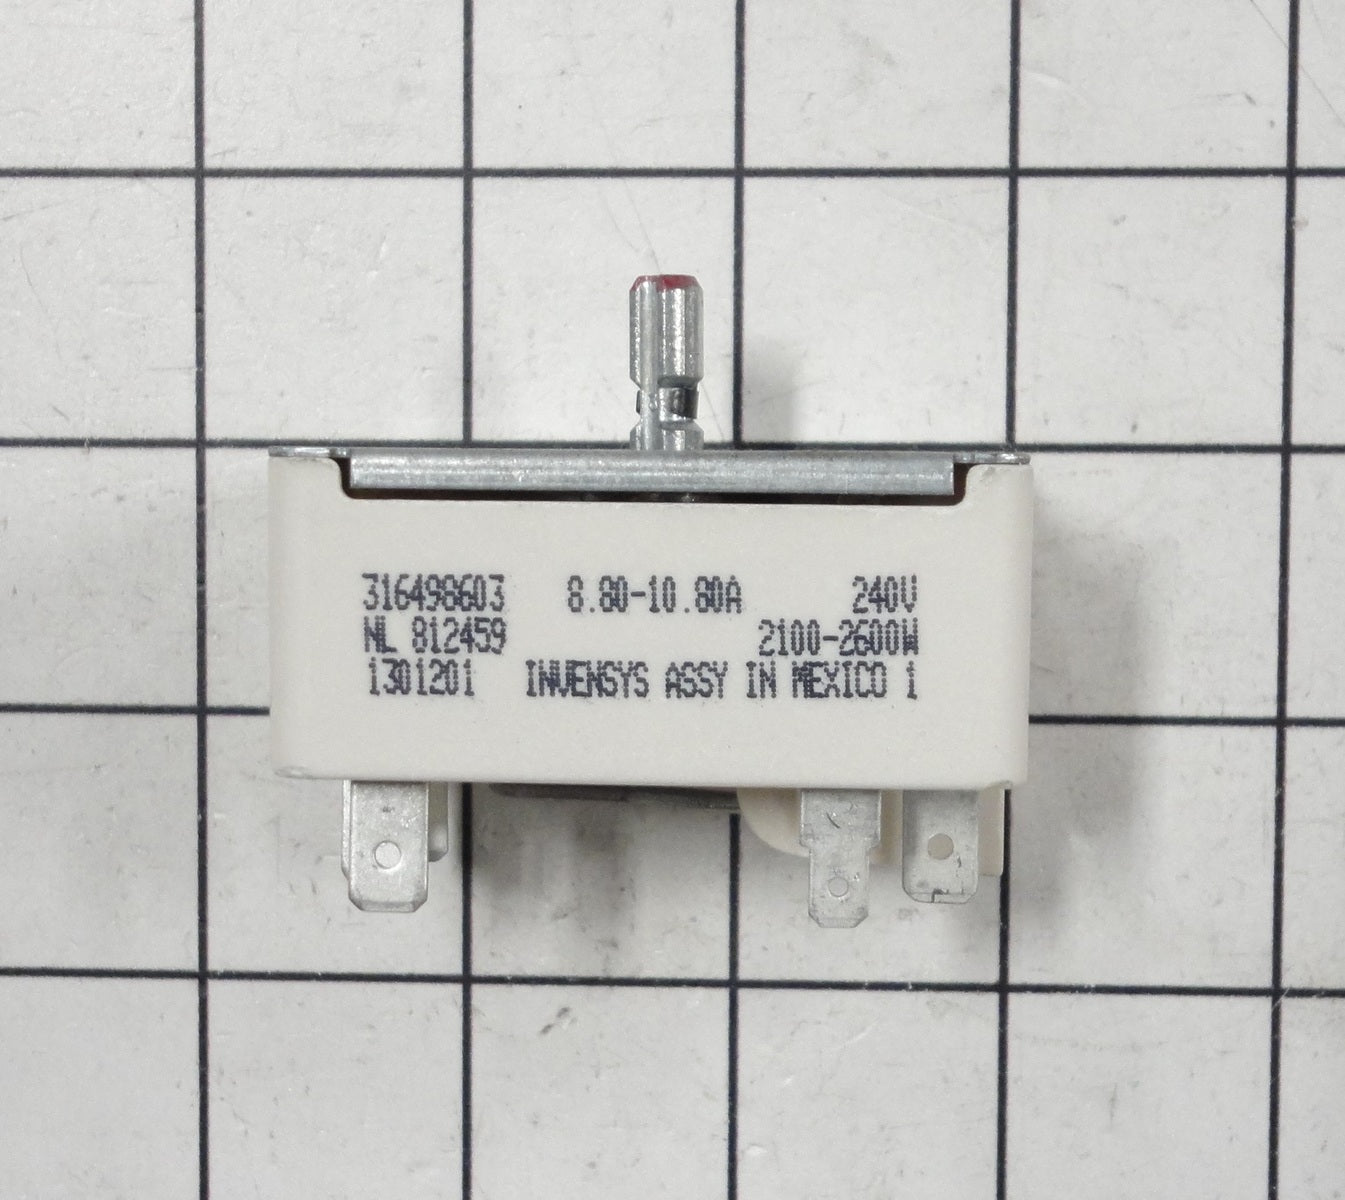 316498603 8.80-10.80A 240V
NL 812459 2100-2600W
1301201 INVENSYS ASSY IN MEXICO 1